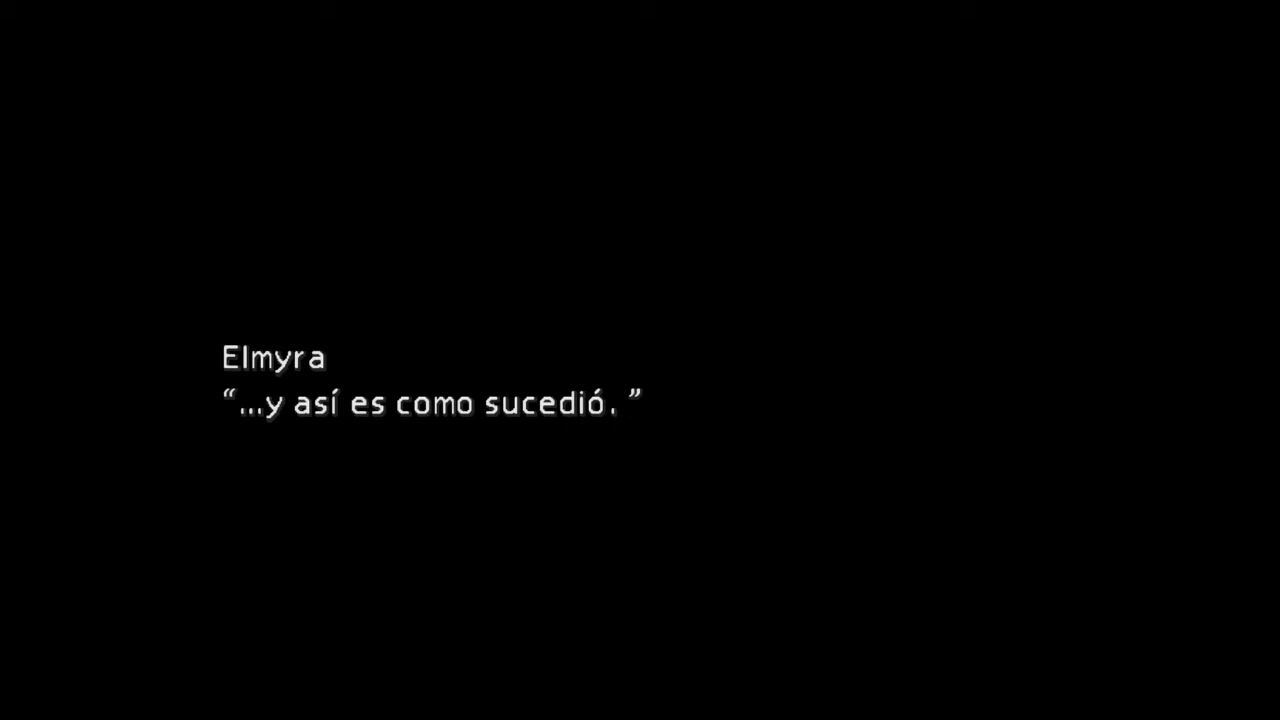 Elmyra
“...y así es como sucedió. ”